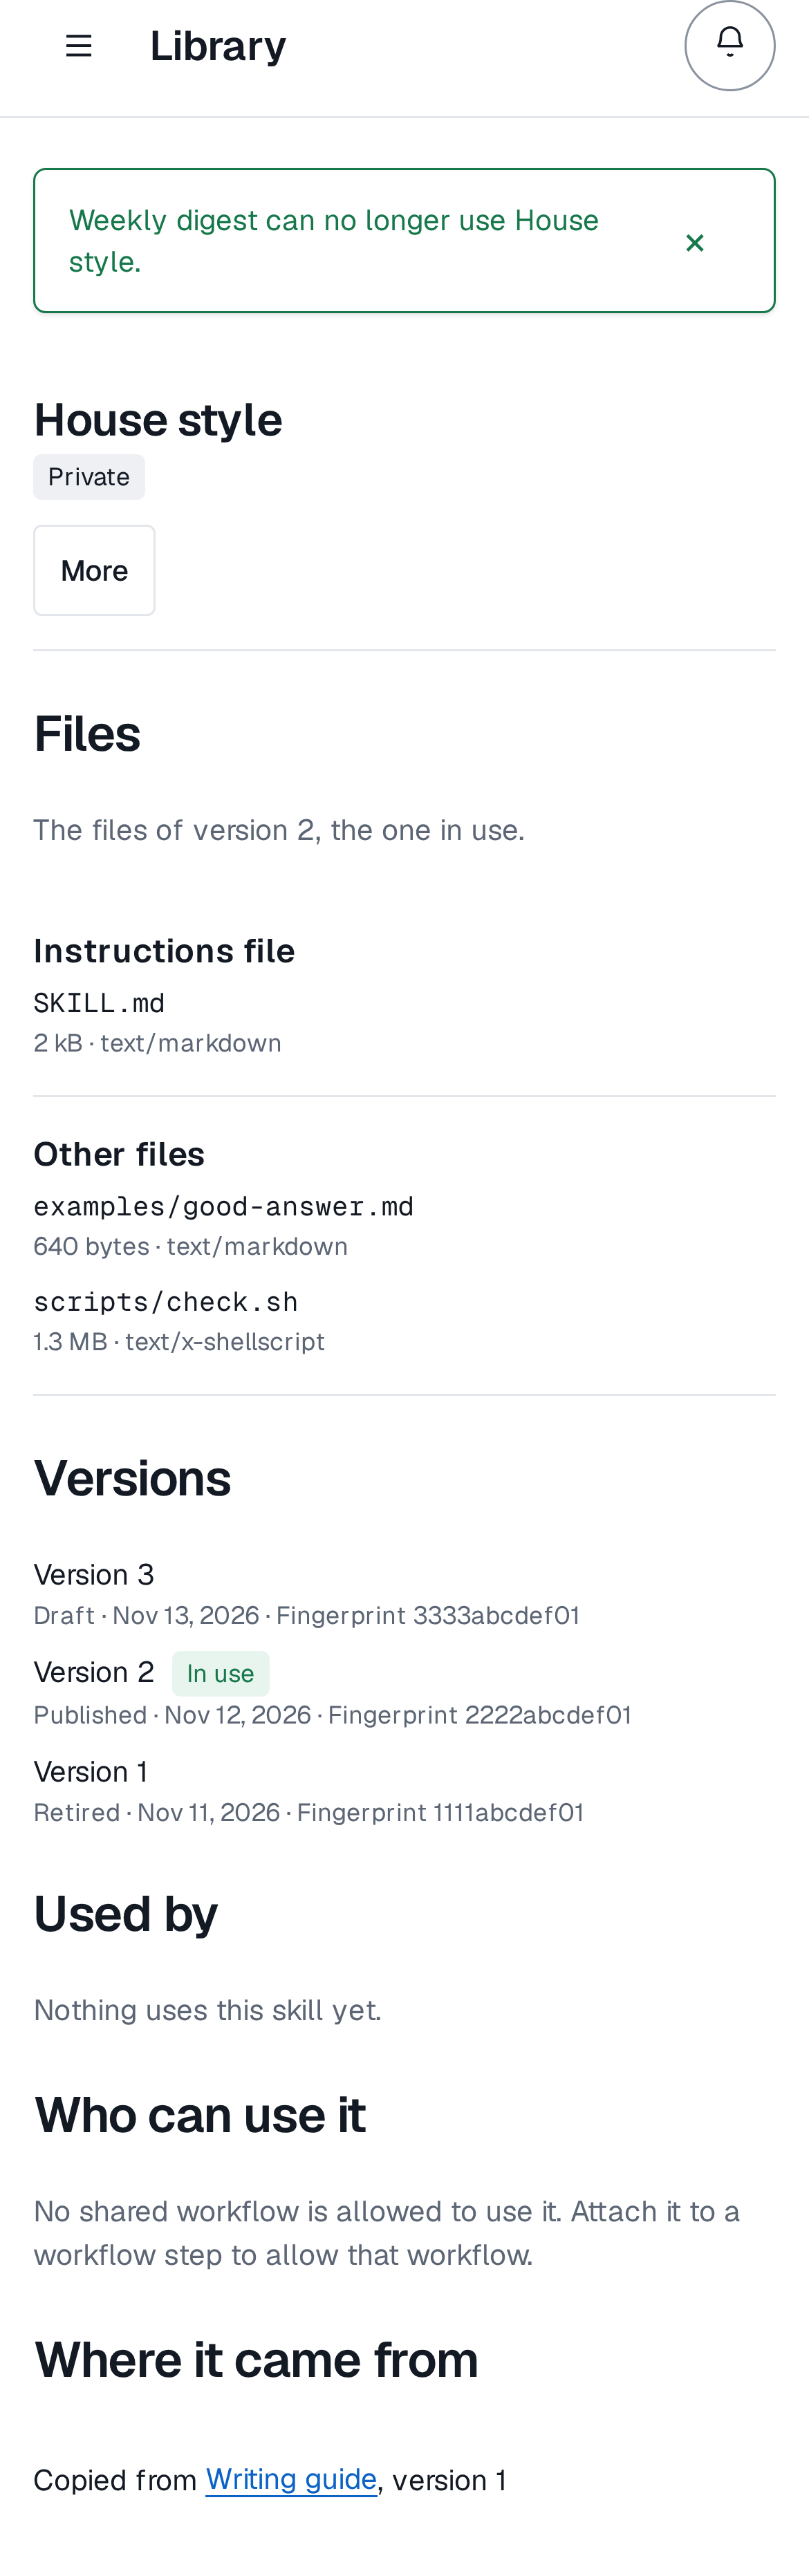 Library
Weekly digest can no longer use House
style.
House style
Private
More
Files
The files of version 2, the one in use.
Instructions file
SKILL.md
2 kB · text/markdown
Other files
examples/good-answer.md
640 bytes · text/markdown
scripts/check.sh
1.3 MB · text/x-shellscript
Versions
Version 3
Draft · Nov 13, 2026 · Fingerprint 3333abcdef01
Version 2 In use
Published · Nov 12, 2026 · Fingerprint 2222abcdef01
Version 1
Retired · Nov 11, 2026 · Fingerprint 1111abcdef01
Used by
Nothing uses this skill yet.
Who can use it
No shared workflow is allowed to use it. Attach it to a
workflow step to allow that workflow.
Where it came from
Copied from Writing guide, version 1